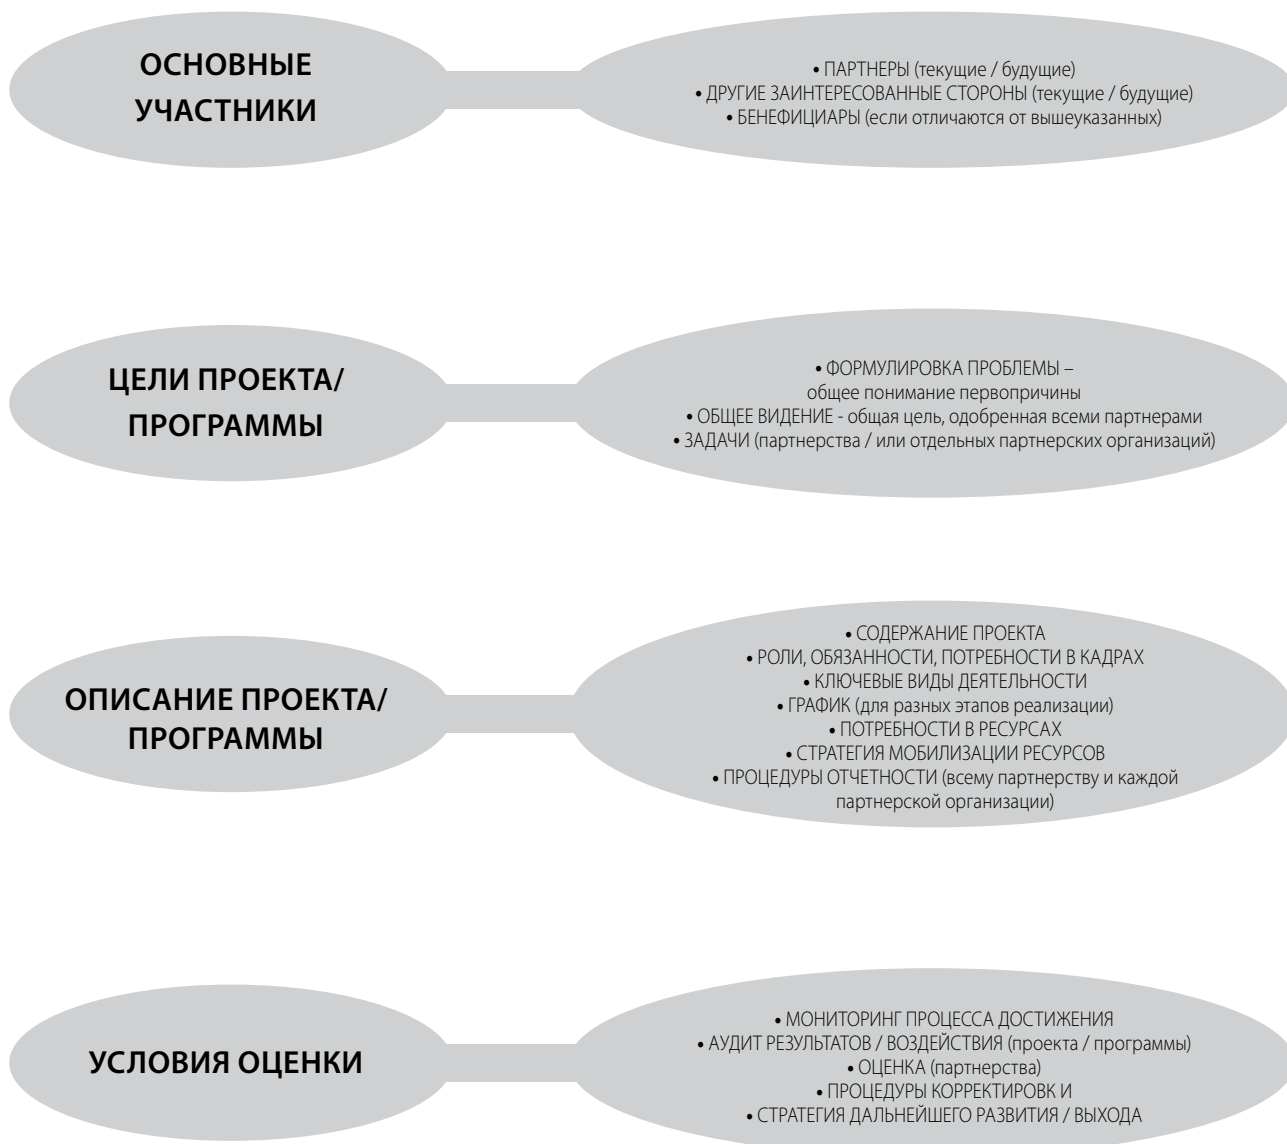 ОСНОВНЫЕ
УЧАСТНИКИ
• ПАРТНЕРЫ (текущие / будущие)
• ДРУГИЕ ЗАИНТЕРЕСОВАННЫЕ СТОРОНЫ (текущие / будущие)
• БЕНЕФИЦИАРЫ (если отличаются от вышеуказанных)
ЦЕЛИ ПРОЕКТА/
ПРОГРАММЫ
• ФОРМУЛИРОВКА ПРОБЛЕМЫ –
общее понимание первопричины
• ОБЩЕЕ ВИДЕНИЕ - общая цель, одобренная всеми партнерами
• ЗАДАЧИ (партнерства / или отдельных партнерских организаций)
ОПИСАНИЕ ПРОЕКТА/
ПРОГРАММЫ
• СОДЕРЖАНИЕ ПРОЕКТА
• РОЛИ, ОБЯЗАННОСТИ, ПОТРЕБНОСТИ В КАДРАХ
• КЛЮЧЕВЫЕ ВИДЫ ДЕЯТЕЛЬНОСТИ
• ГРАФИК (для разных этапов реализации)
• ПОТРЕБНОСТИ В РЕСУРСАХ
• СТРАТЕГИЯ МОБИЛИЗАЦИИ РЕСУРСОВ
• ПРОЦЕДУРЫ ОТЧЕТНОСТИ (всему партнерству и каждой
партнерской организации)
УСЛОВИЯ ОЦЕНКИ
• МОНИТОРИНГ ПРОЦЕССА ДОСТИЖЕНИЯ
• АУДИТ РЕЗУЛЬТАТОВ / ВОЗДЕЙСТВИЯ (проекта / программы)
• ОЦЕНКА (партнерства)
• ПРОЦЕДУРЫ КОРРЕКТИРОВК И
• СТРАТЕГИЯ ДАЛЬНЕЙШЕГО РАЗВИТИЯ / ВЫХОДА